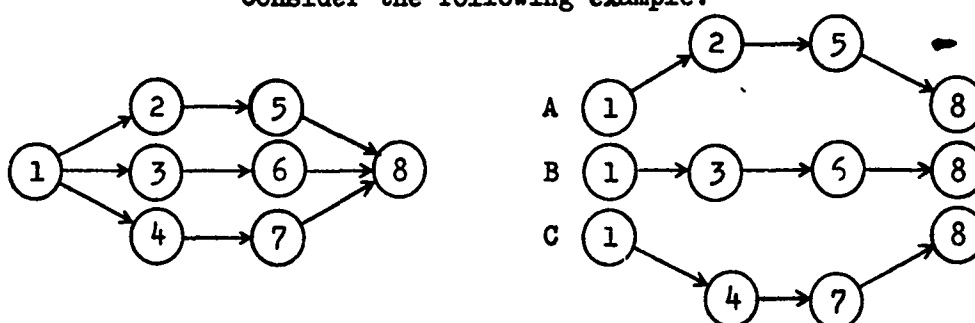 Consider the following example:
2 5
2 5
A 1 8
1 3 6 8
B 1 3 5 8
4 7
C 1 8
4 7